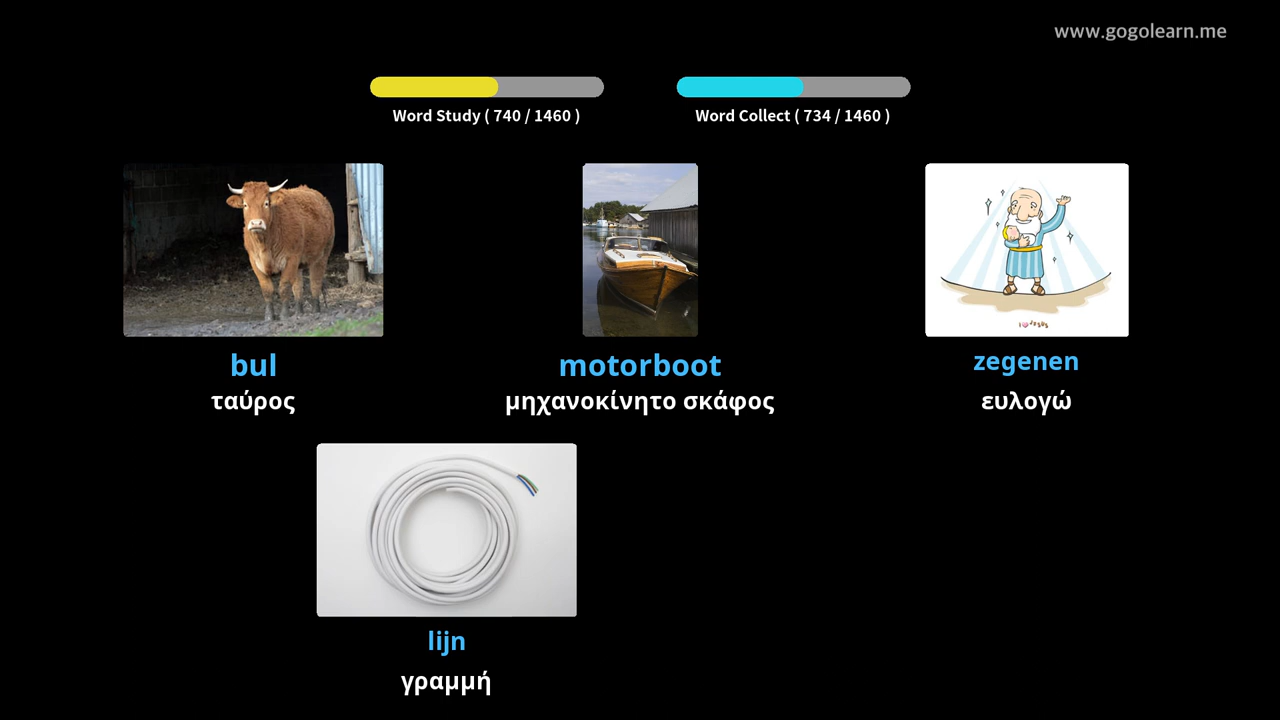 www.gogolearn.me
Word Study ( 740 / 1460 )
Word Collect ( 734 / 1460 )
bul
ταύρος
motorboot
μηχανοκίνητο σκάφος
zegenen
ευλογώ
lijn
γραμμή